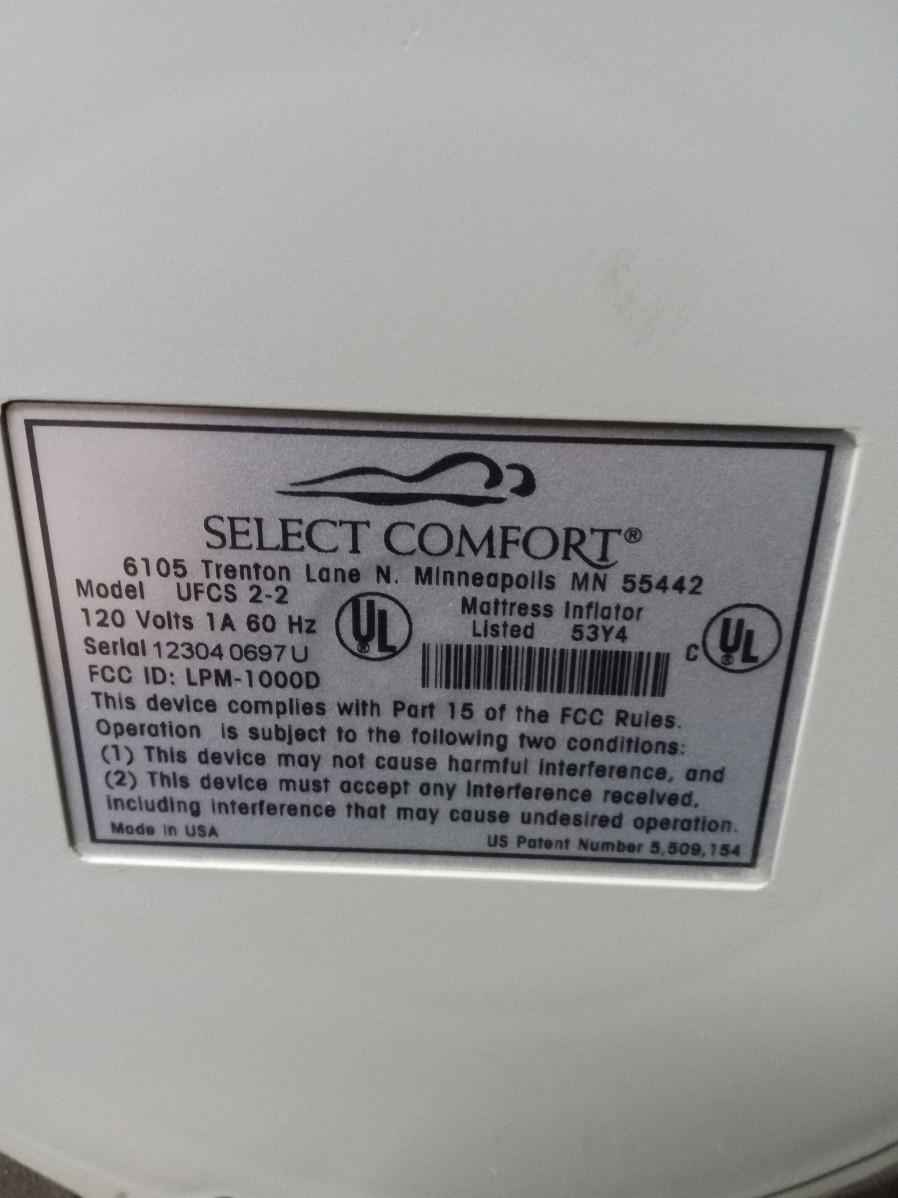 SELECT COMFORT®
6105 Trenton Lane N. Minneapolis MN 55442
Model UFCS 2-2
Mattress Inflator
120 Volts 1A 60 Hz
UL®
Listed 53Y4
C UL®
Serial 12304 0697U
FCC ID: LPM-1000D
This device complies with Part 15 of the FCC Rules.
Operation is subject to the following two conditions:
(1) This device may not cause harmful interference, and
(2) This device must accept any interference received,
including interference that may cause undesired operation.
Made in USA
US Patent Number 5,509,154